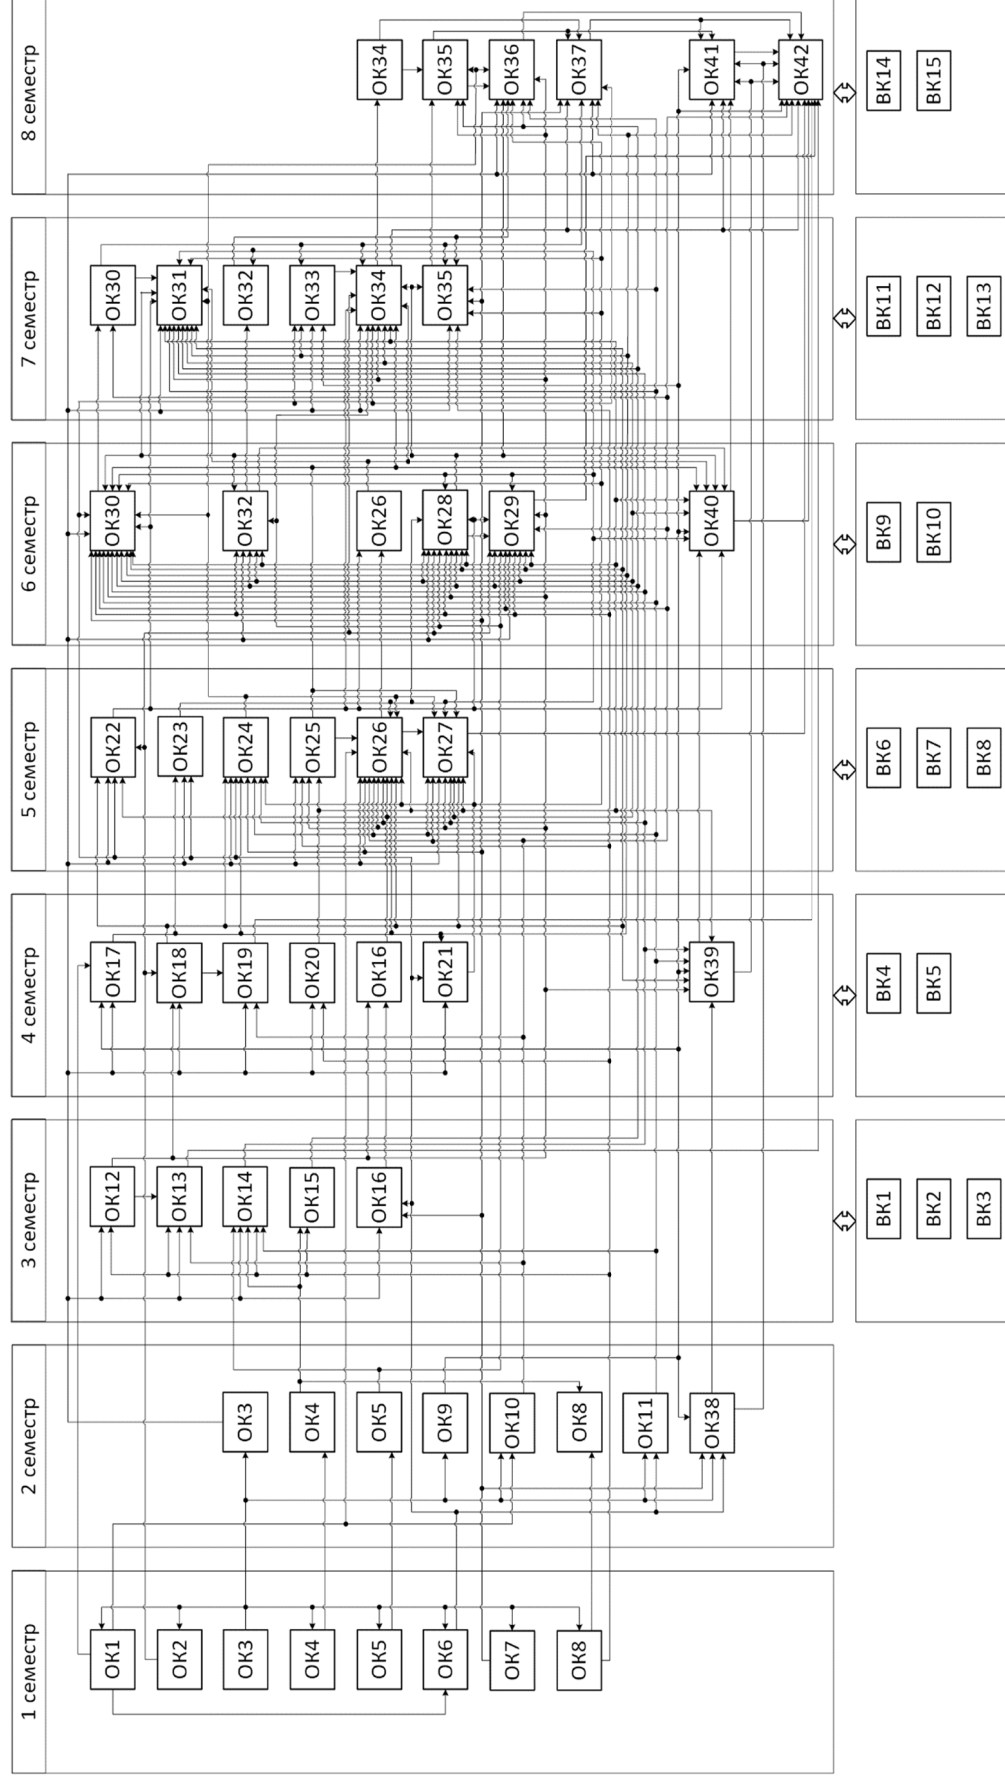 1 семестр
ОК1
ОК2
ОК3
ОК4
ОК5
ОК6
ОК7
ОК8
2 семестр
ОК3
ОК4
ОК5
ОК9
ОК10
ОК8
ОК11
ОК38
3 семестр
ОК12
ОК13
ОК14
ОК15
ОК16
ВК1
ВК2
ВК3
4 семестр
ОК17
ОК18
ОК19
ОК20
ОК16
ОК21
ОК39
ВК4
ВК5
5 семестр
ОК22
ОК23
ОК24
ОК25
ОК26
ОК27
ВК6
ВК7
ВК8
6 семестр
ОК30
ОК32
ОК26
ОК28
ОК29
ОК40
ВК9
ВК10
7 семестр
ОК30
ОК31
ОК32
ОК33
ОК34
ОК35
ВК11
ВК12
ВК13
8 семестр
ОК34
ОК35
ОК36
ОК37
ОК41
ОК42
ВК14
ВК15